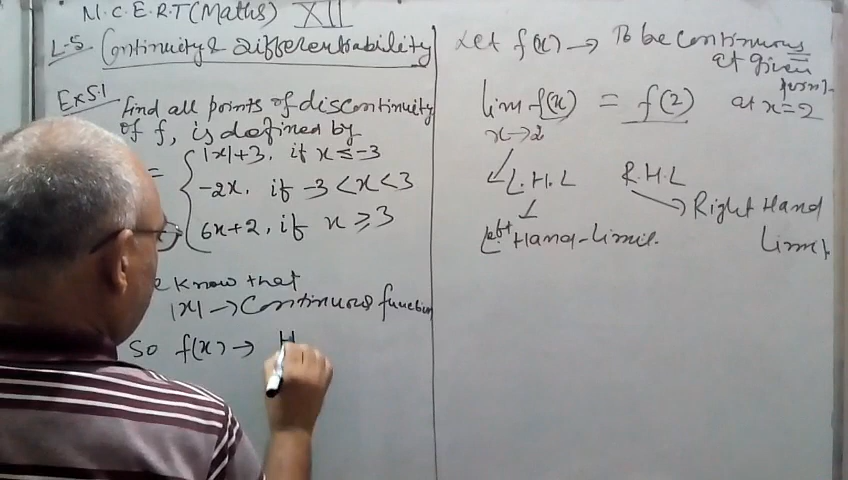 N.C.E.R.T (Maths) XII
L-5 Continuity & Differentiability
Ex 5.1 find all points of discontinuity
of f, is defined by
= { |x|+3, if x ≤ -3
-2x, if -3 < x < 3
6x+2, if x ≥ 3
e know that
|x| → Continuous function
So f(x) → H
Let f(x) → To be continuous
at given
point
lim f(x) = f(2) at x=2
x→2
L.H.L R.H.L
Left Hand-Limit. Right Hand
Limit